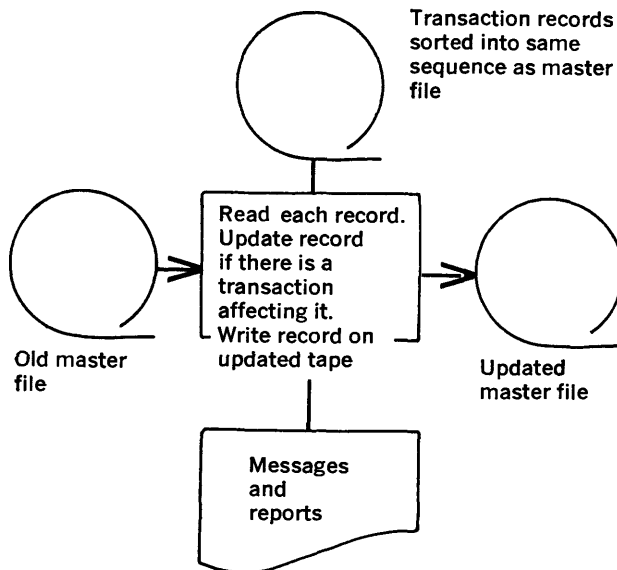 Transaction records
sorted into same
sequence as master
file
Read each record.
Update record
if there is a
transaction
affecting it.
Write record on
updated tape
Old master
file
Updated
master file
Messages
and
reports